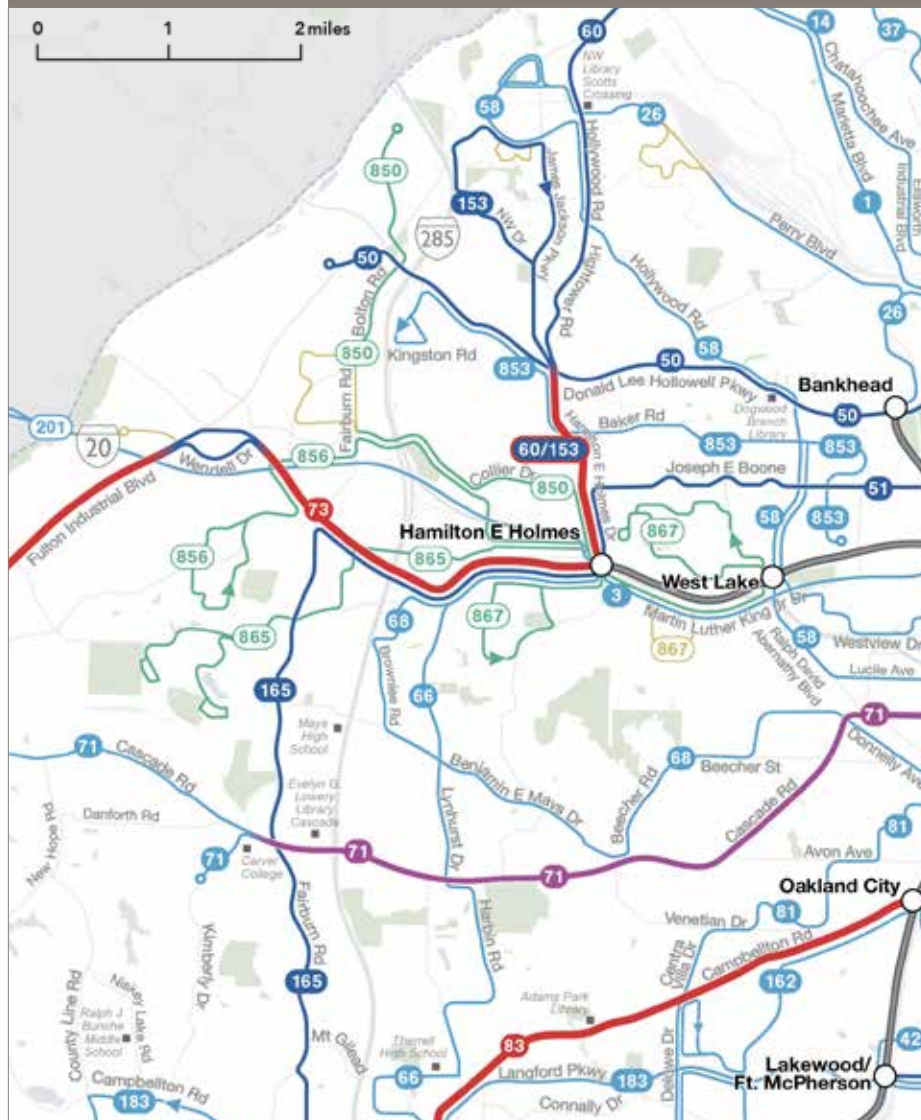 0 1 2 miles
60
14
37
Chatahoochee Ave
Marietta Blvd
NW
Library
Scotts
Crossing
58
26
Hollywood Rd
Ellsworth
Industrial Blvd
850
James Jackson Pkwy
153
NW Dr
1
285
Perry Blvd
50
Bolton Rd
Hightower Rd
Hollywood Rd
26
58
850
Kingston Rd
853
50
Donald Lee Hollowell Pkwy
Bankhead
Fairburn Rd
Dogwood
Branch
Library
50
201
20
Wendell Dr
856
Hamilton E Holmes Dr
Baker Rd
853
853
60/153
Collier Dr
850
Joseph E Boone
51
Fulton Industrial Blvd
73
58
853
Hamilton E Holmes
867
856
865
West Lake
3
Martin Luther King Jr Dr
68
867
865
867
58
Westview Dr
Ralph David
Abernathy Blvd
Lucile Ave
Brownlee Rd
165
66
71
Mays
High
School
71
Cascade Rd
68
Beecher St
Donnelly Ave
Benjamin E Mays Dr
Beecher Rd
Cascade Rd
Evelyn G.
Lowery
Library
Cascade
Danforth Rd
Lynhurst Dr
New Hope Rd
81
71
Carver
College
71
71
Avon Ave
Oakland City
Fairburn Rd
Harbin Rd
Venetian Dr
81
Campbellton Rd
Kimberly Dr
Centra
Villa Dr
165
162
County Line Rd
Niskey Lake Rd
Ralph J.
Bunche
Middle
School
Adams Park
Library
Mt Gilead
83
Therrell
High School
Delowe Dr
42
66
Langford Pkwy
183
Lakewood/
Ft. McPherson
Campbellton Rd
183
Connally Dr